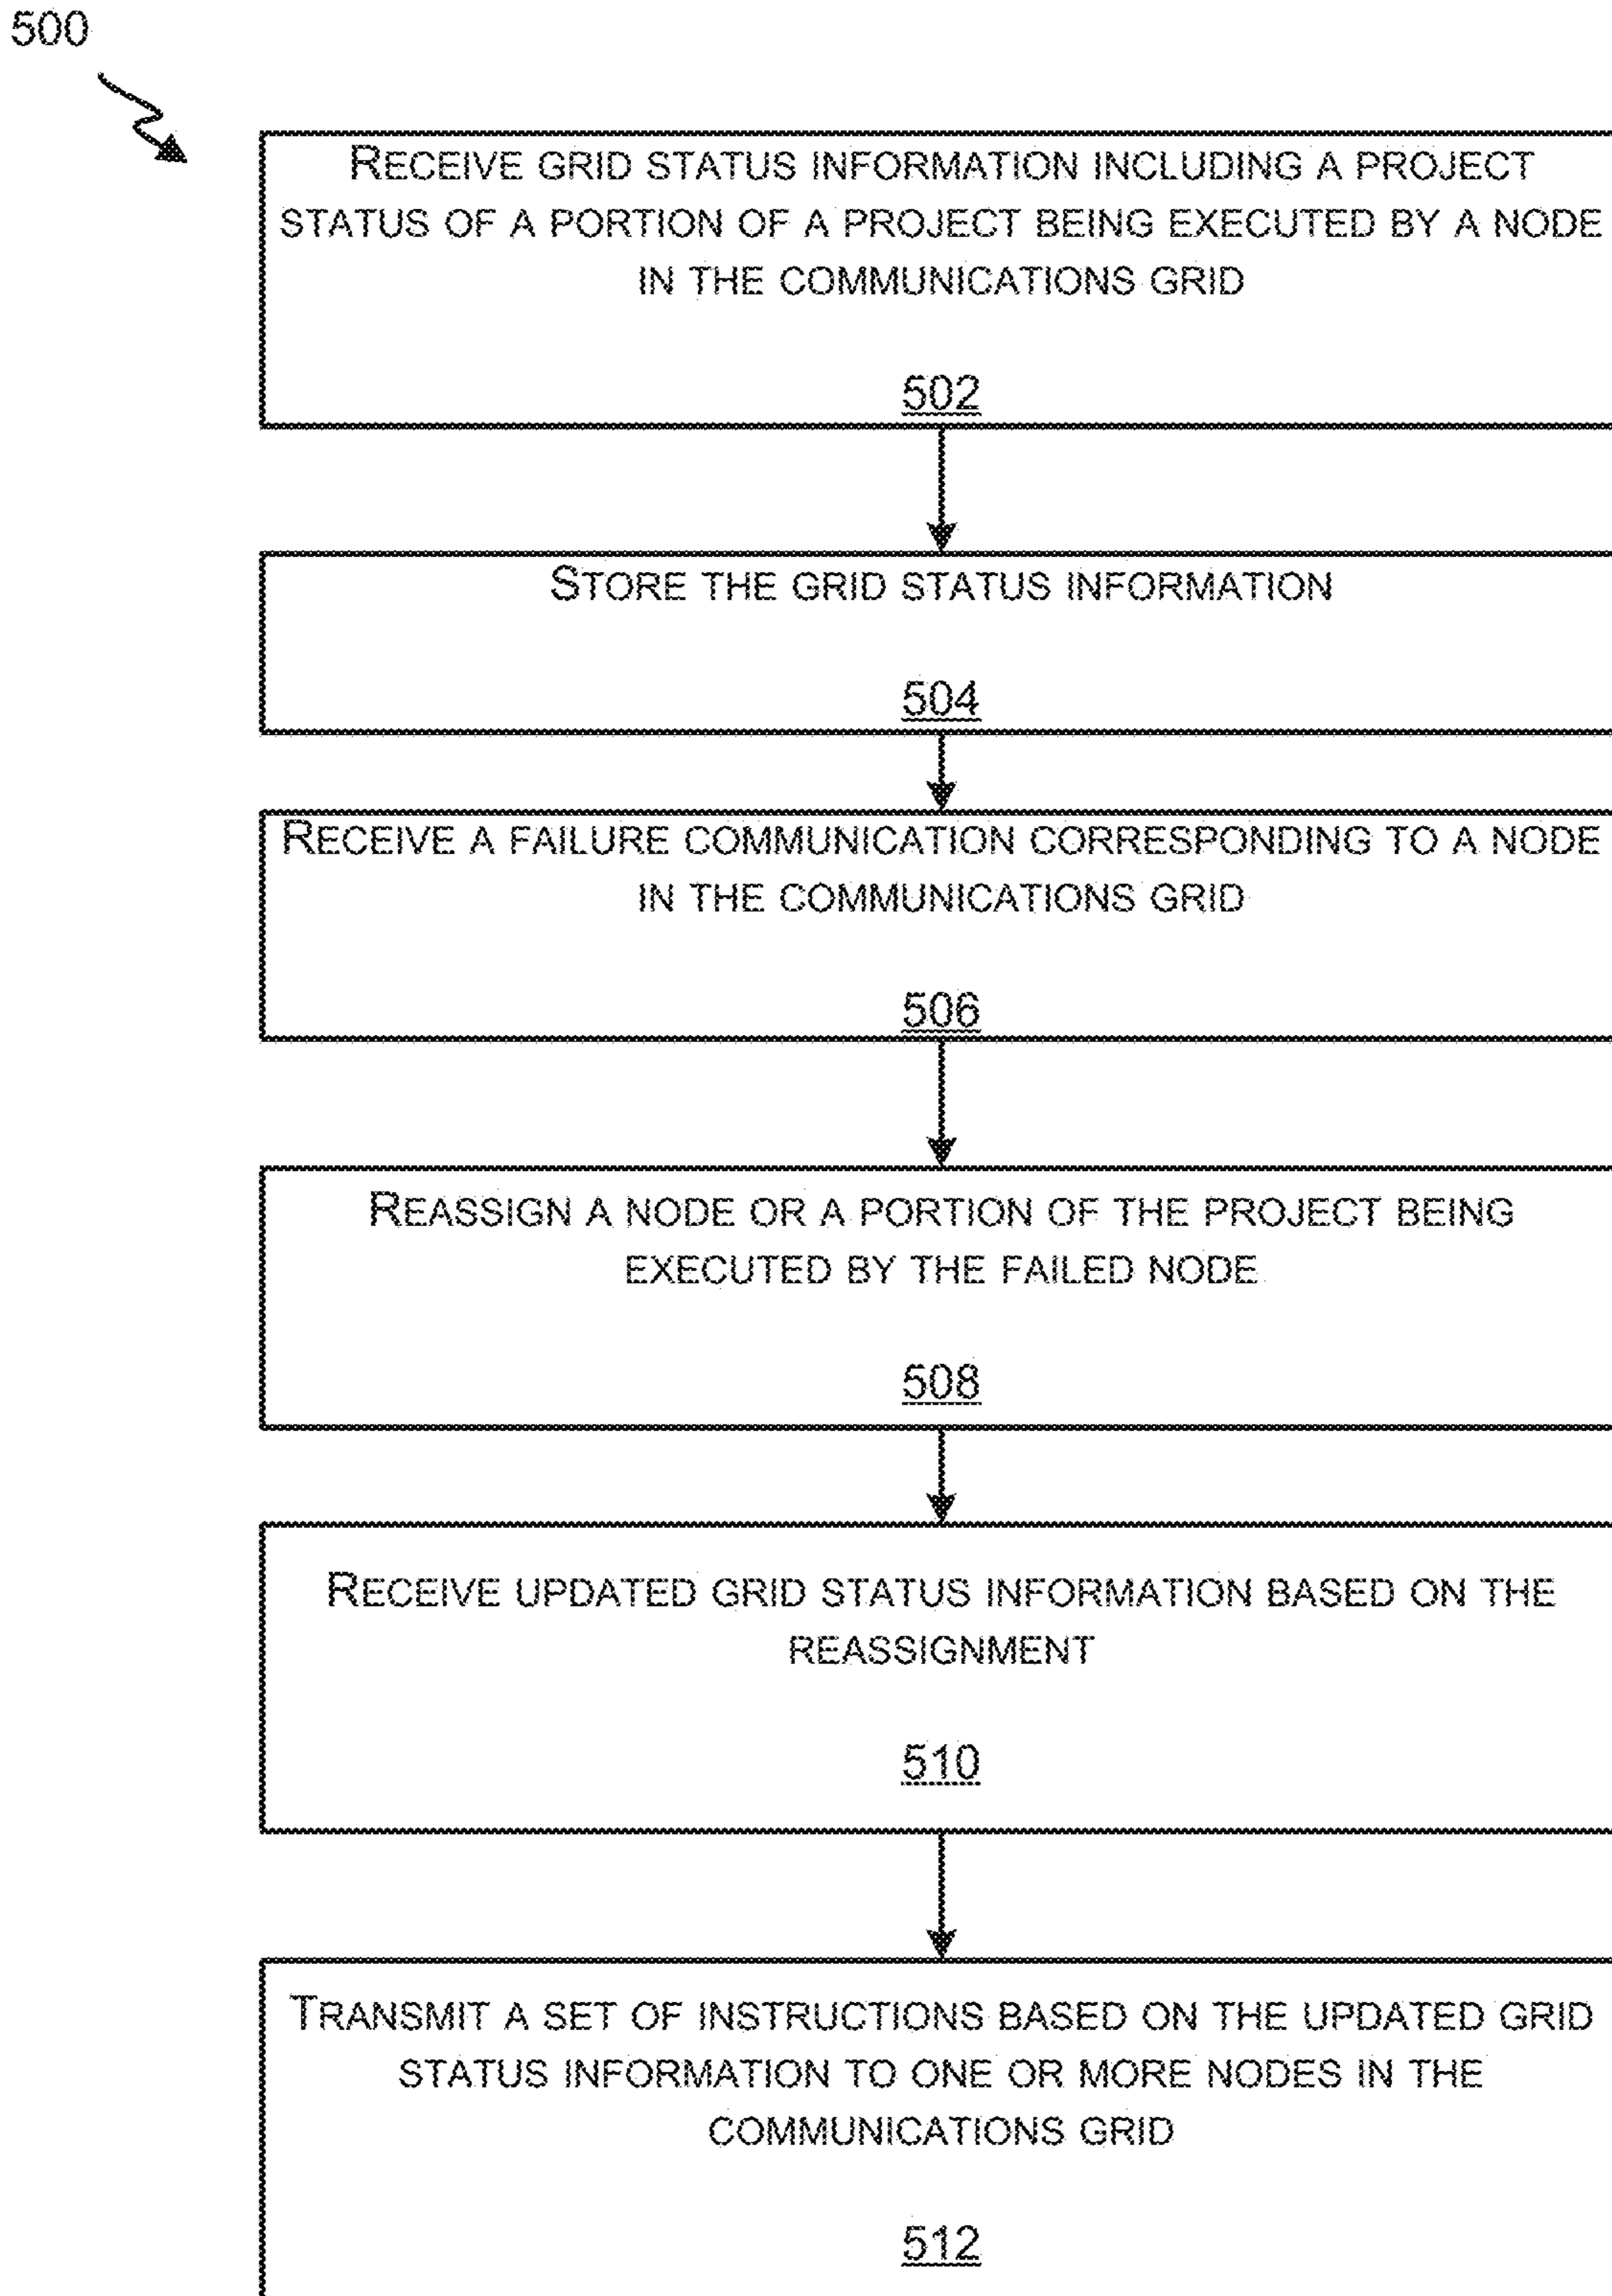 500
RECEIVE GRID STATUS INFORMATION INCLUDING A PROJECT
STATUS OF A PORTION OF A PROJECT BEING EXECUTED BY A NODE
IN THE COMMUNICATIONS GRID
502
STORE THE GRID STATUS INFORMATION
504
RECEIVE A FAILURE COMMUNICATION CORRESPONDING TO A NODE
IN THE COMMUNICATIONS GRID
506
REASSIGN A NODE OR A PORTION OF THE PROJECT BEING
EXECUTED BY THE FAILED NODE
508
RECEIVE UPDATED GRID STATUS INFORMATION BASED ON THE
REASSIGNMENT
510
TRANSMIT A SET OF INSTRUCTIONS BASED ON THE UPDATED GRID
STATUS INFORMATION TO ONE OR MORE NODES IN THE
COMMUNICATIONS GRID
512